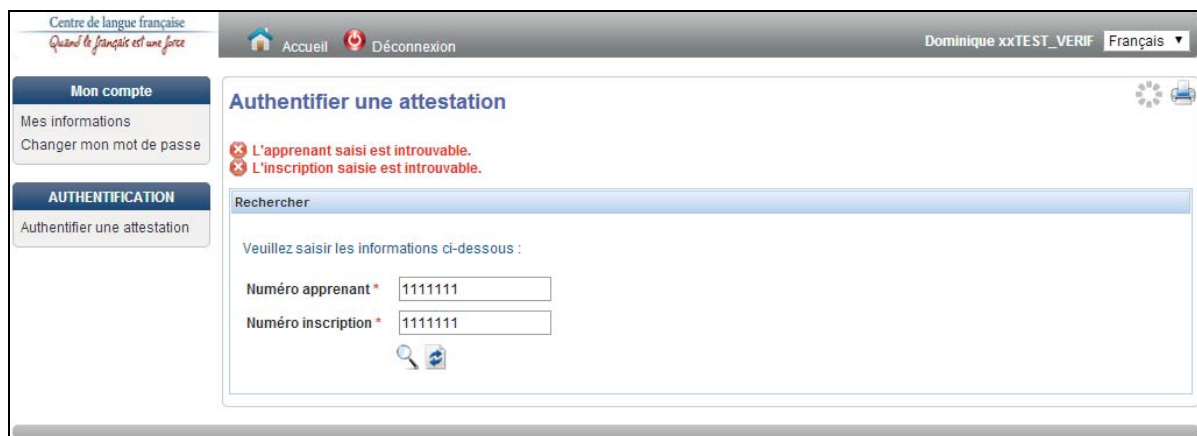 Centre de langue française
Quand le français est une force
Accueil Déconnexion
Dominique xxTEST_VERIF Français
Mon compte
Mes informations
Changer mon mot de passe
AUTHENTIFICATION
Authentifier une attestation
Authentifier une attestation
L'apprenant saisi est introuvable.
L'inscription saisie est introuvable.
Rechercher
Veuillez saisir les informations ci-dessous :
Numéro apprenant * 1111111
Numéro inscription * 1111111